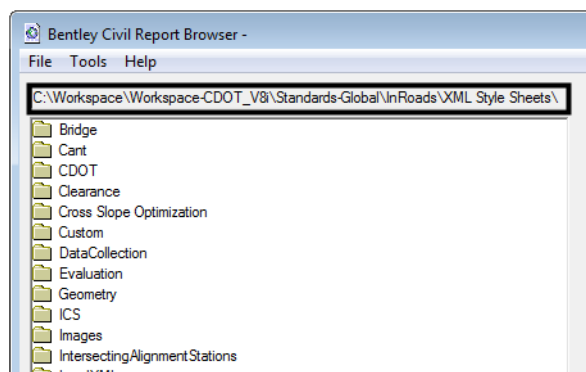 Bentley Civil Report Browser -
File Tools Help
C:\Workspace\Workspace-CDOT_V8i\Standards-Global\InRoads\XML Style Sheets\
Bridge
Cant
CDOT
Clearance
Cross Slope Optimization
Custom
DataCollection
Evaluation
Geometry
ICS
Images
IntersectingAlignmentStations